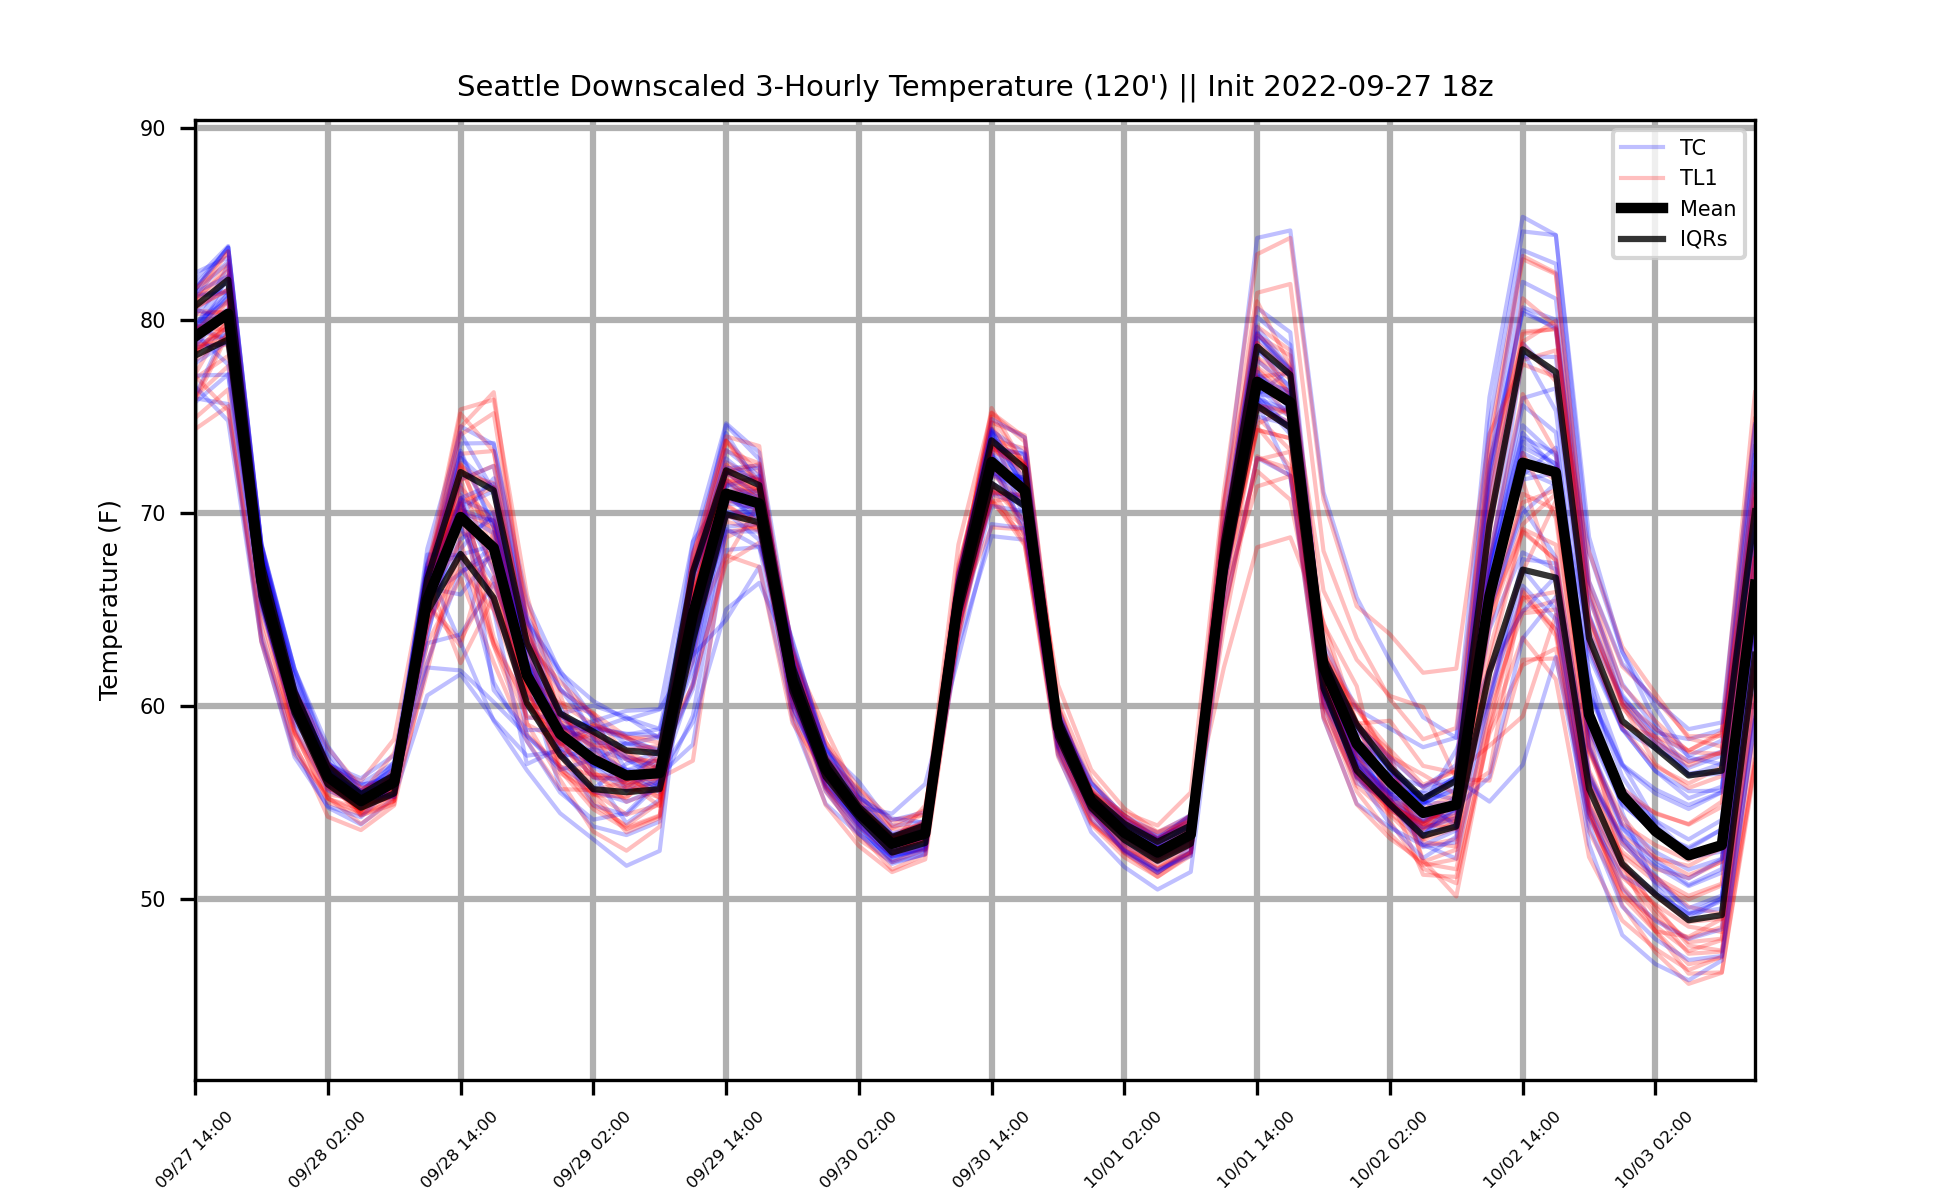 Seattle Downscaled 3-Hourly Temperature (120') || Init 2022-09-27 18z
TC
TL1
Mean
IQRs
Temperature (F)
90
80
70
60
50
09/27 14:00
09/28 02:00
09/28 14:00
09/29 02:00
09/29 14:00
09/30 02:00
09/30 14:00
10/01 02:00
10/01 14:00
10/02 02:00
10/02 14:00
10/03 02:00